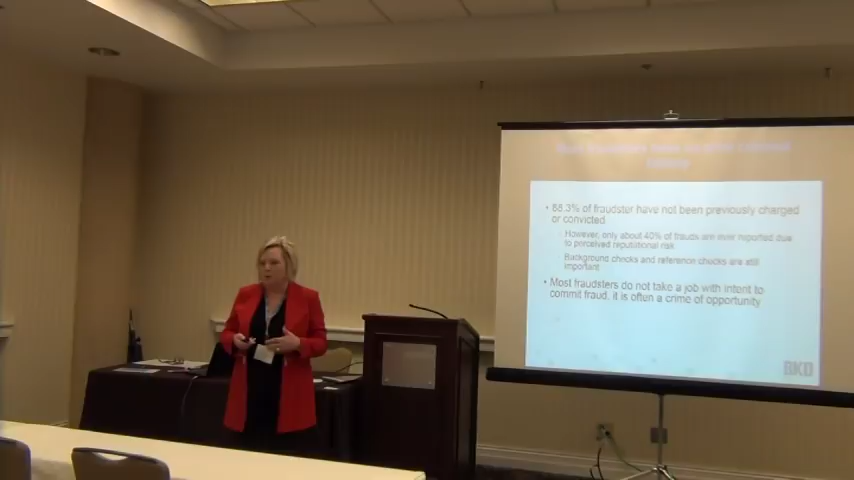 • 88.3% of fraudster have not been previously charged
or convicted
However, only about 40% of frauds are ever reported due
to perceived reputational risk
Background checks and reference checks are still
important
• Most fraudsters do not take a job with intent to
commit fraud, it is often a crime of opportunity
BKD